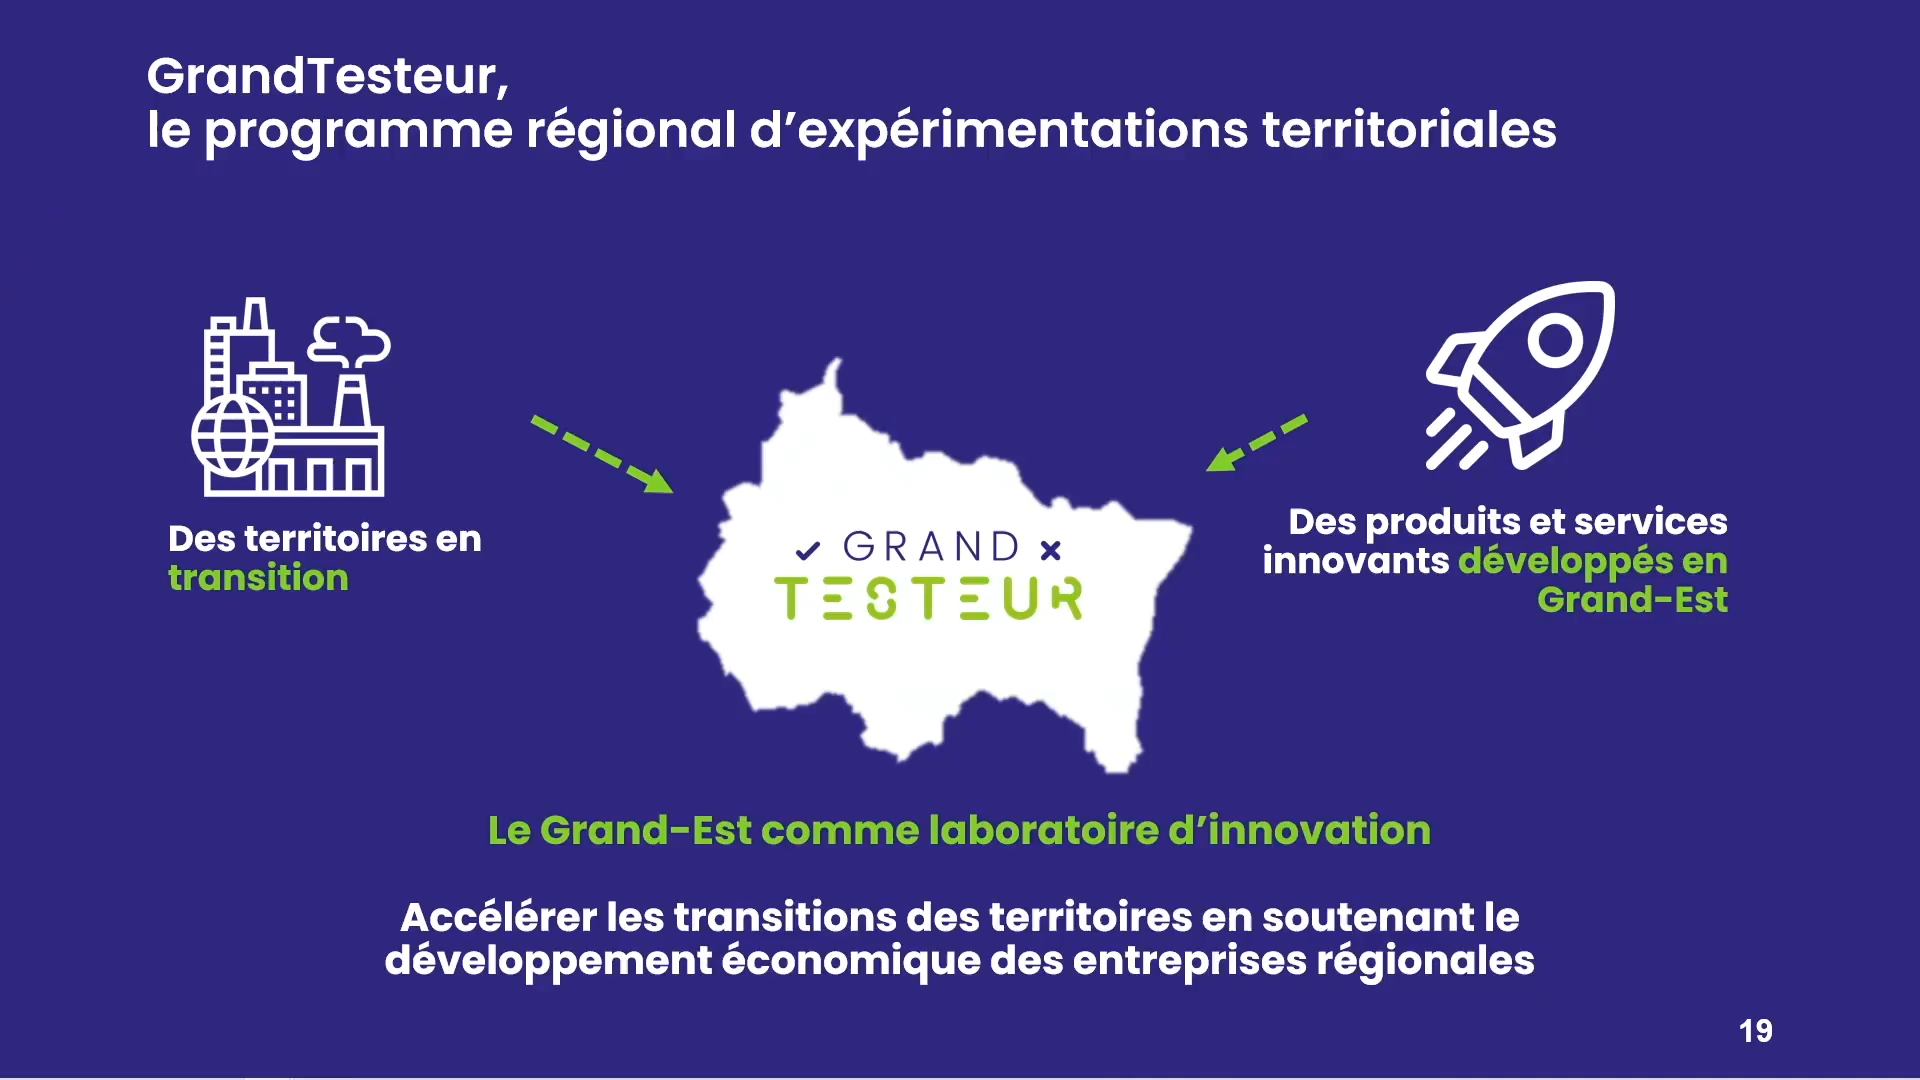 GrandTesteur,
le programme régional d’expérimentations territoriales
Des territoires en
transition
GRAND
TESTEUR
Des produits et services
innovants développés en
Grand-Est
Le Grand-Est comme laboratoire d’innovation
Accélérer les transitions des territoires en soutenant le
développement économique des entreprises régionales
19